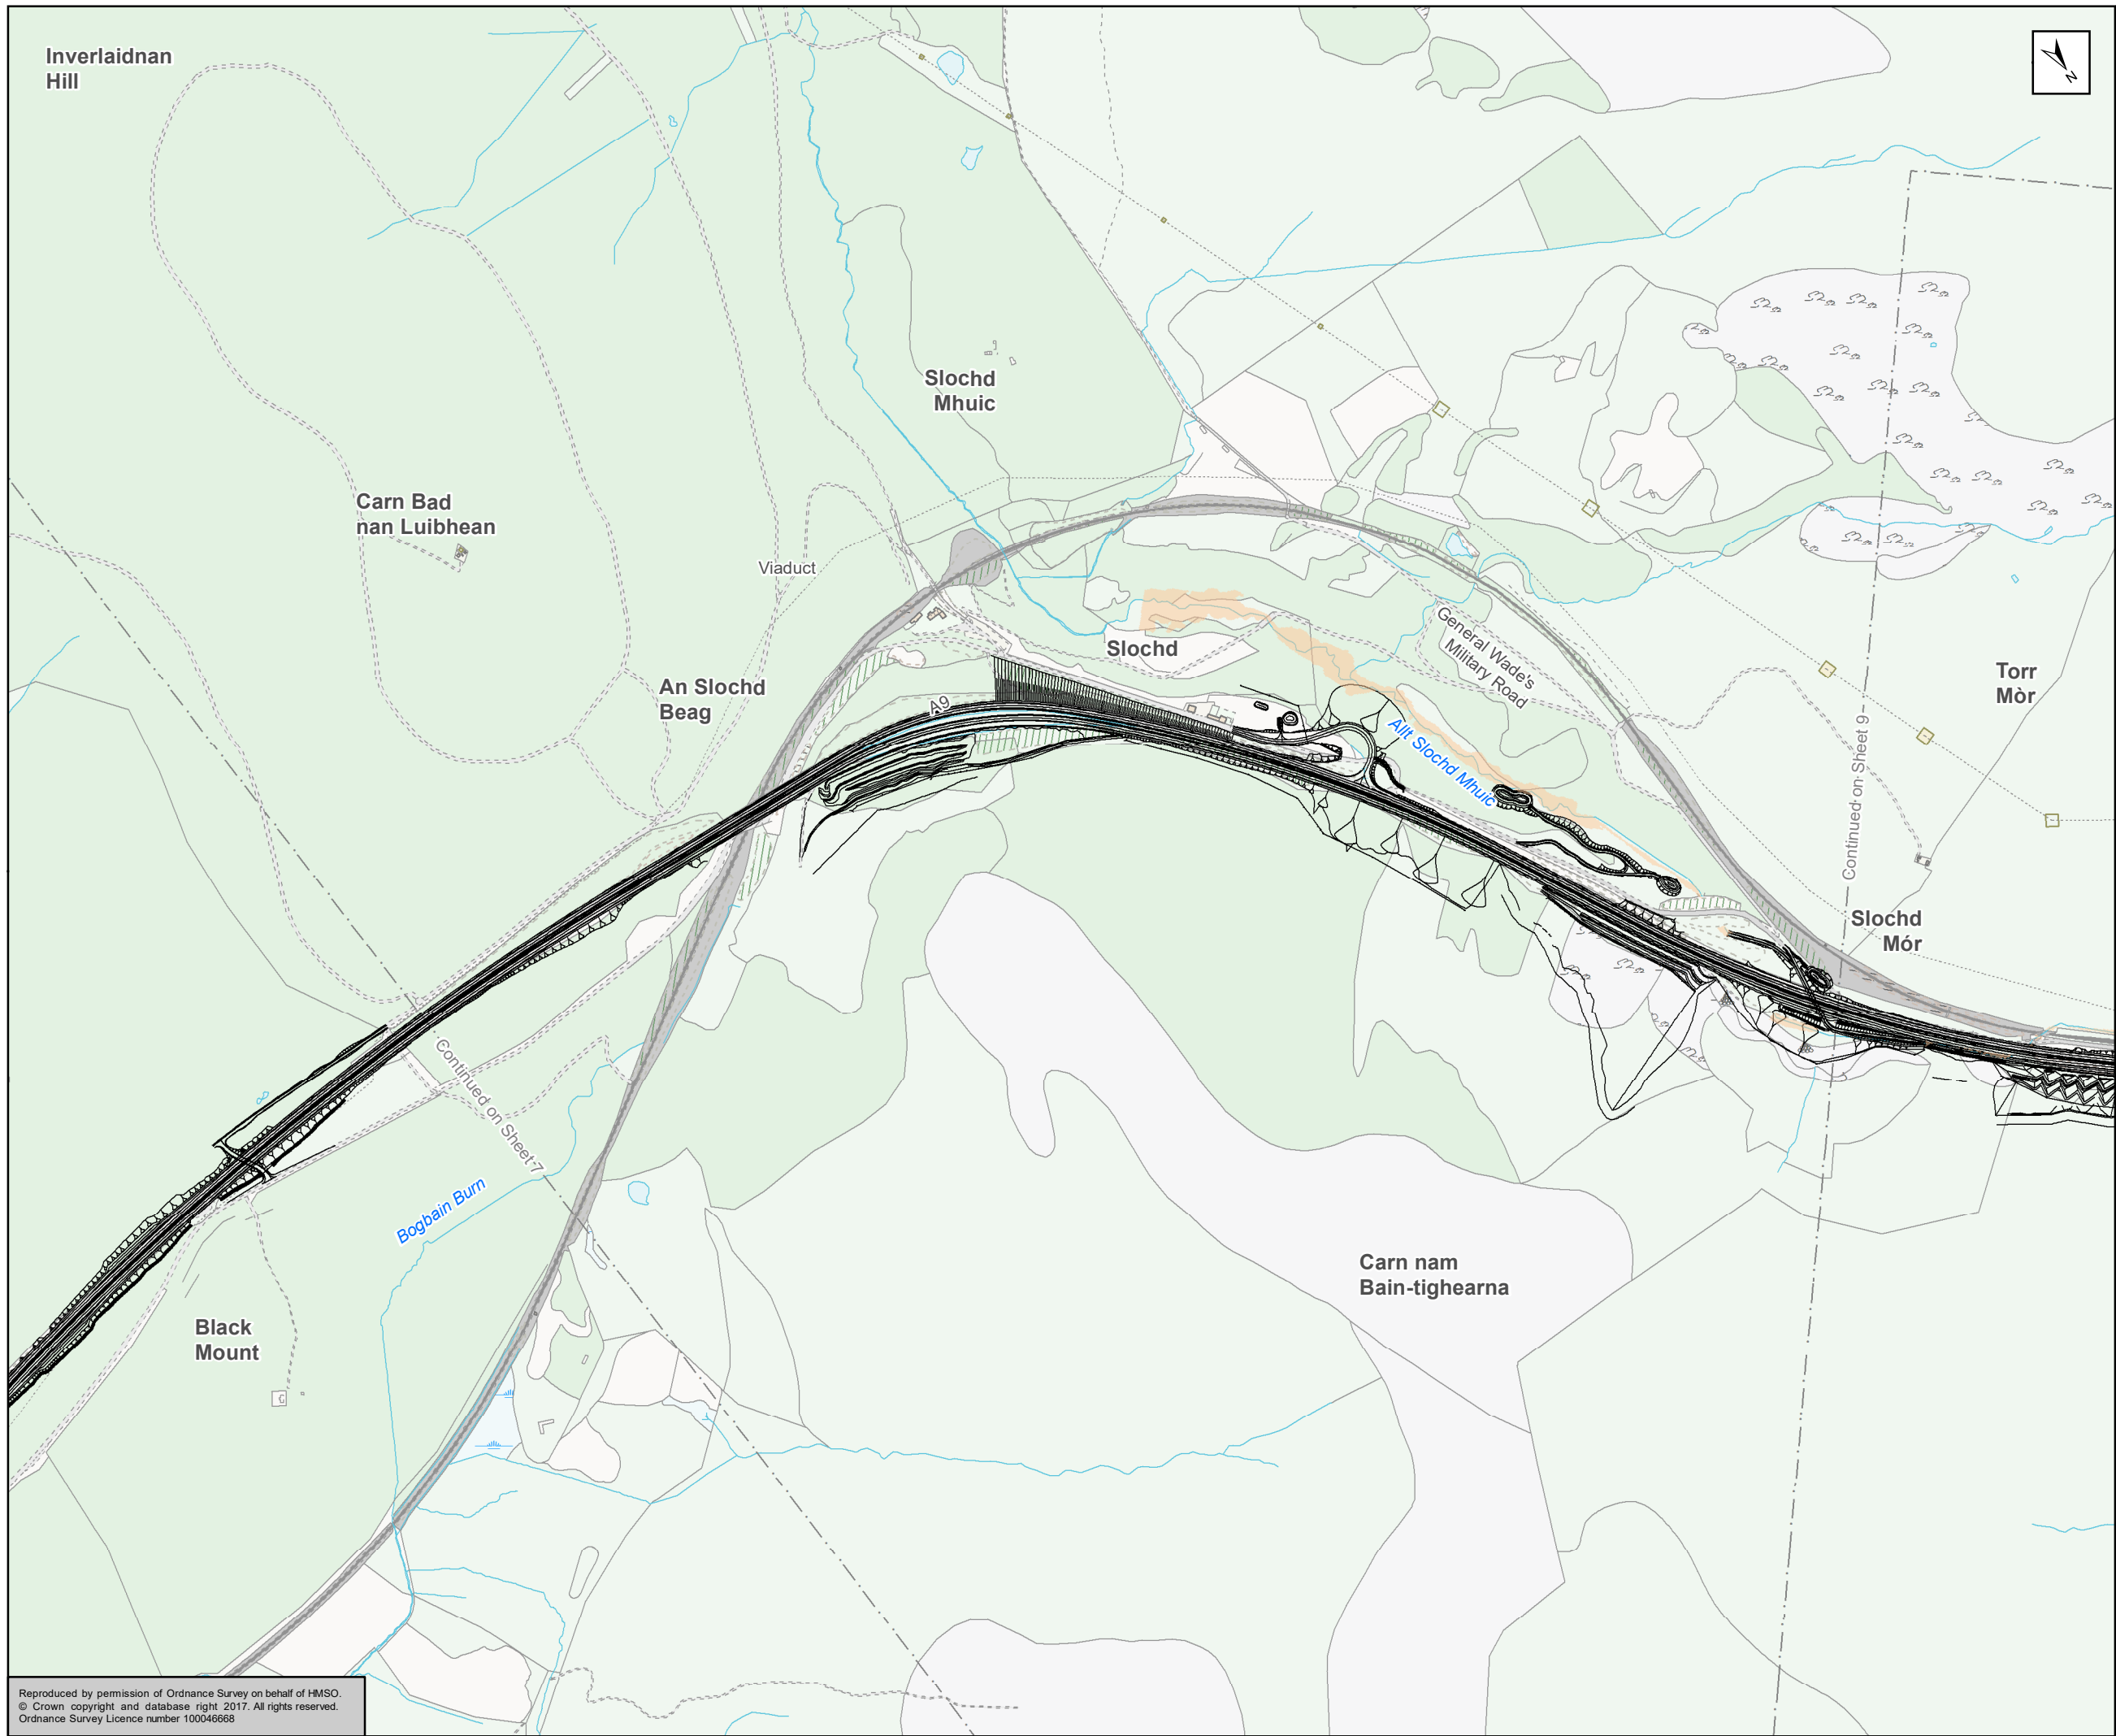 Inverlaidnan
Hill
N
Slochd
Mhuic
Carn Bad
nan Luibhean
Viaduct
General Wade's
Military Road
Slochd
Torr
Mòr
An Slochd
Beag
A9
Allt Slochd Mhuic
Continued on Sheet 9
Slochd
Mór
Continued on Sheet 7
Bogbain Burn
Carn nam
Bain-tighearna
Black
Mount
Reproduced by permission of Ordnance Survey on behalf of HMSO.
© Crown copyright and database right 2017. All rights reserved.
Ordnance Survey Licence number 100046668